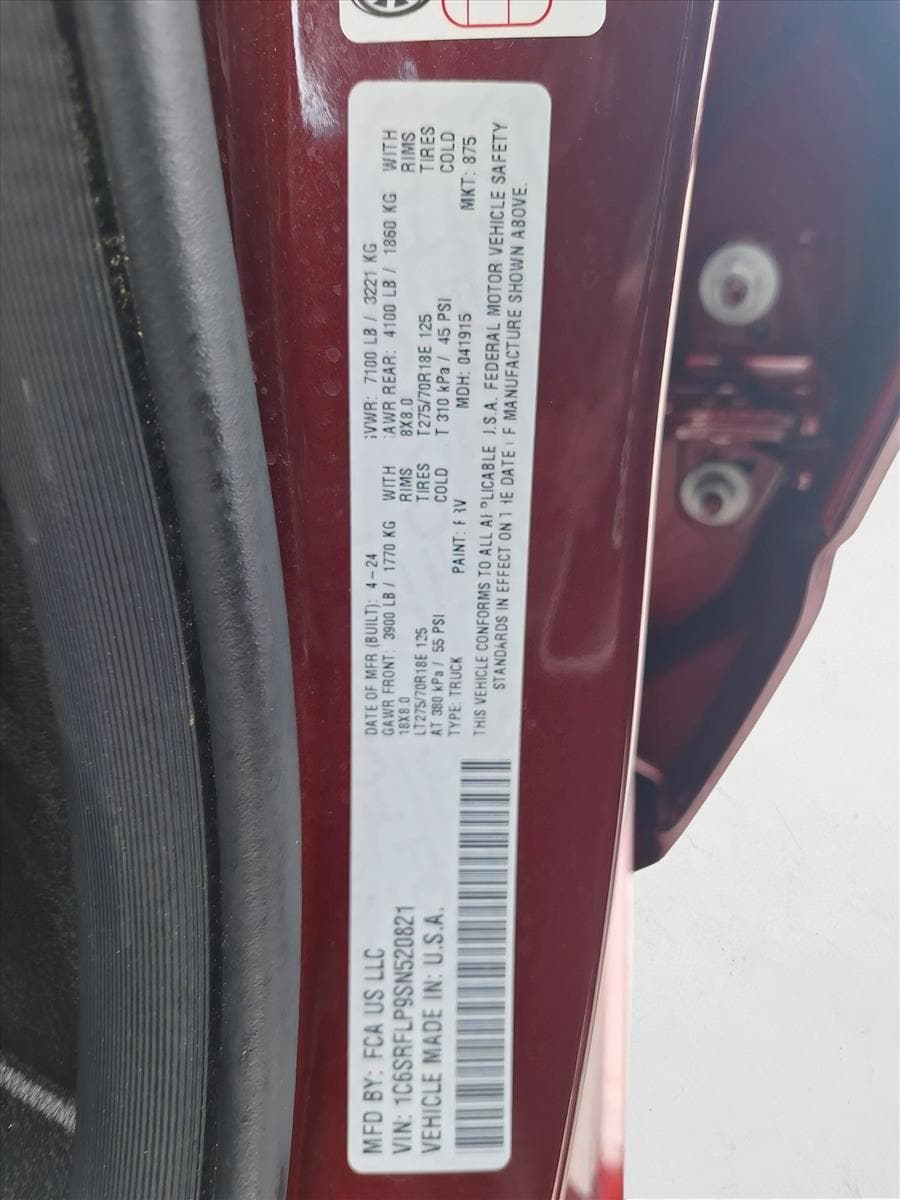 MFD BY: FCA US LLC
VIN: 1C6SRFLP9SN520821
VEHICLE MADE IN: U.S.A.
DATE OF MFR (BUILT): 4-24 GVWR: 7100 LB / 3221 KG
GAWR FRONT: 3900 LB / 1770 KG WITH GAWR REAR: 4100 LB / 1860 KG WITH
18X8.0 RIMS 8X8.0 RIMS
LT275/70R18E 125 TIRES T275/70R18E 125 TIRES
AT 380 kPa / 55 PSI COLD T 310 kPa / 45 PSI COLD
TYPE: TRUCK PAINT: PRV MDH: 041915 MKT: 875
THIS VEHICLE CONFORMS TO ALL APPLICABLE U.S.A. FEDERAL MOTOR VEHICLE SAFETY
STANDARDS IN EFFECT ON THE DATE OF MANUFACTURE SHOWN ABOVE.